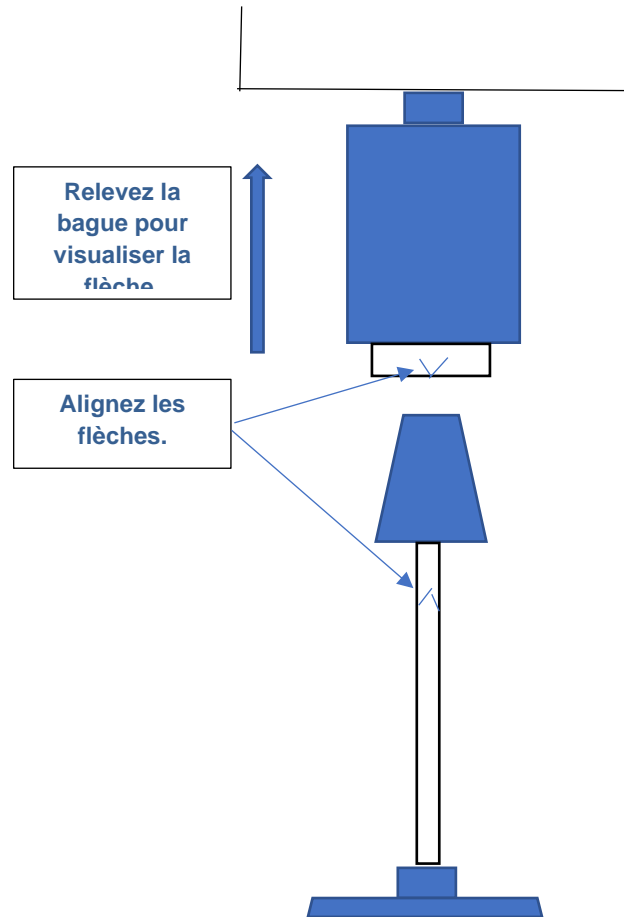 Relevez la
bague pour
visualiser la
flèche
Alignez les
flèches.